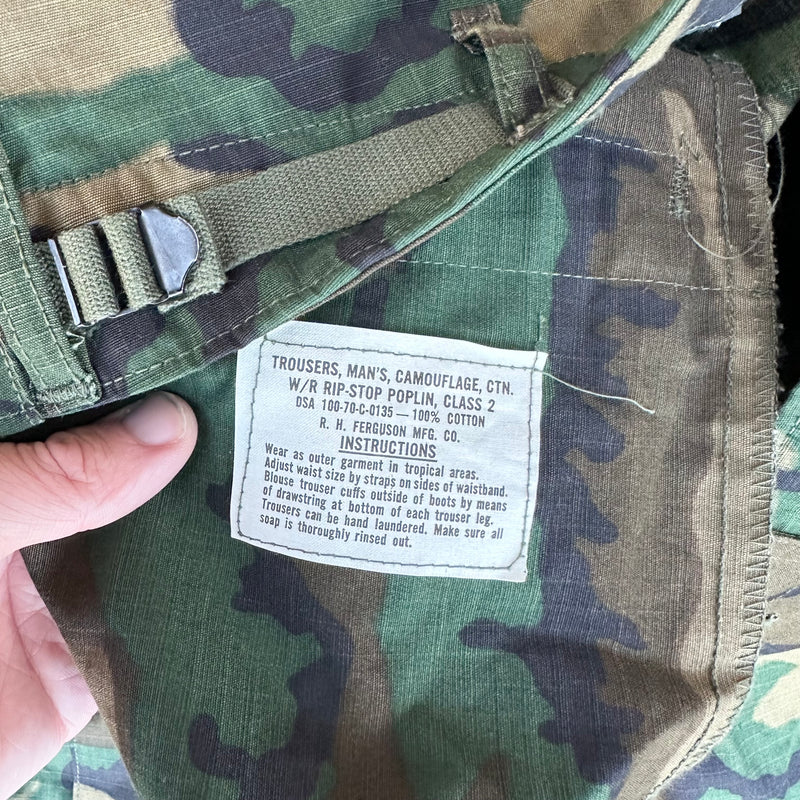 TROUSERS, MAN'S, CAMOUFLAGE, CTN.
W/R RIP-STOP POPLIN, CLASS 2
DSA 100-70-C-0135 — 100% COTTON
R. H. FERGUSON MFG. CO.
INSTRUCTIONS
Wear as outer garment in tropical areas.
Adjust waist size by straps on sides of waistband.
Blouse trouser cuffs outside of boots by means
of drawstring at bottom of each trouser leg.
Trousers can be hand laundered. Make sure all
soap is thoroughly rinsed out.